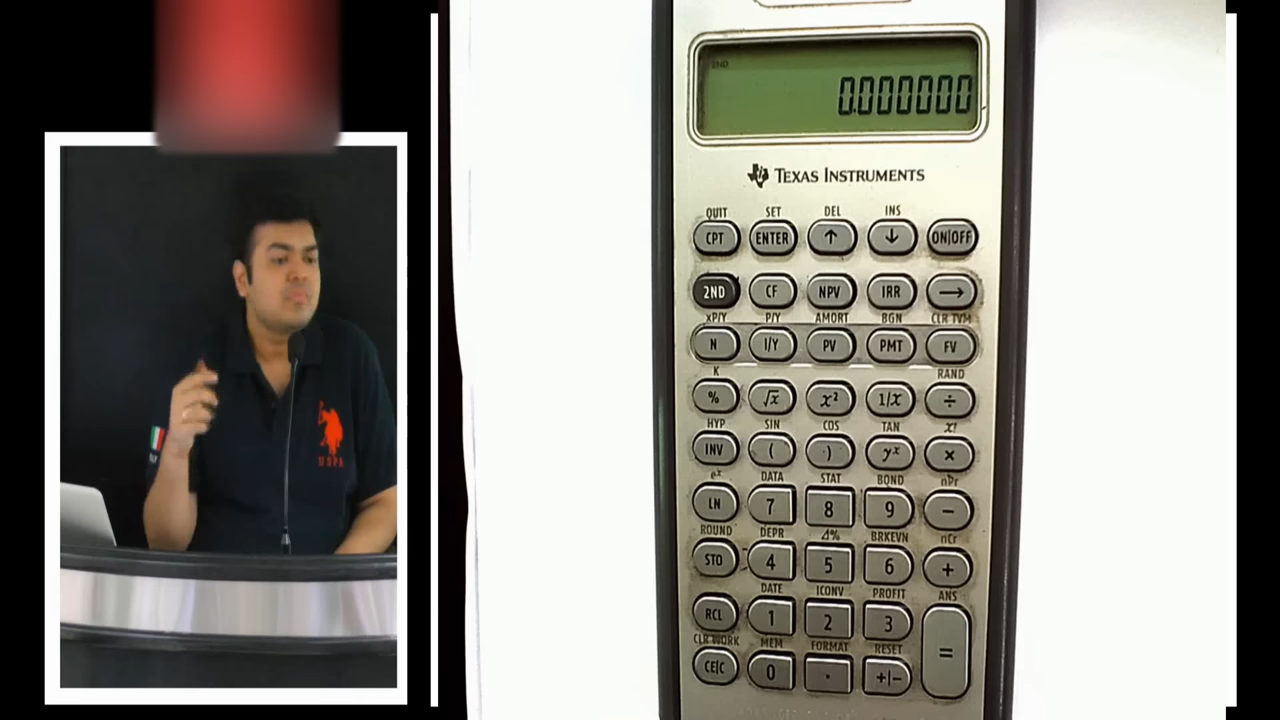 2ND
0.000000
TEXAS INSTRUMENTS
QUIT SET DEL INS
CPT ENTER ↑ ↓ ON|OFF
2ND CF NPV IRR →
xP/Y P/Y AMORT BGN CLR TVM
N I/Y PV PMT FV
K RAND
% √x x² 1/x ÷
HYP SIN COS TAN x!
INV ( ) yˣ ×
eˣ DATA STAT BOND nPr
LN 7 8 9 −
ROUND DEPR Δ% BRKEVN nCr
STO 4 5 6 +
DATE ICONV PROFIT ANS
RCL 1 2 3 =
CLR WORK MEM FORMAT RESET
CE|C 0 . +|−
USPA